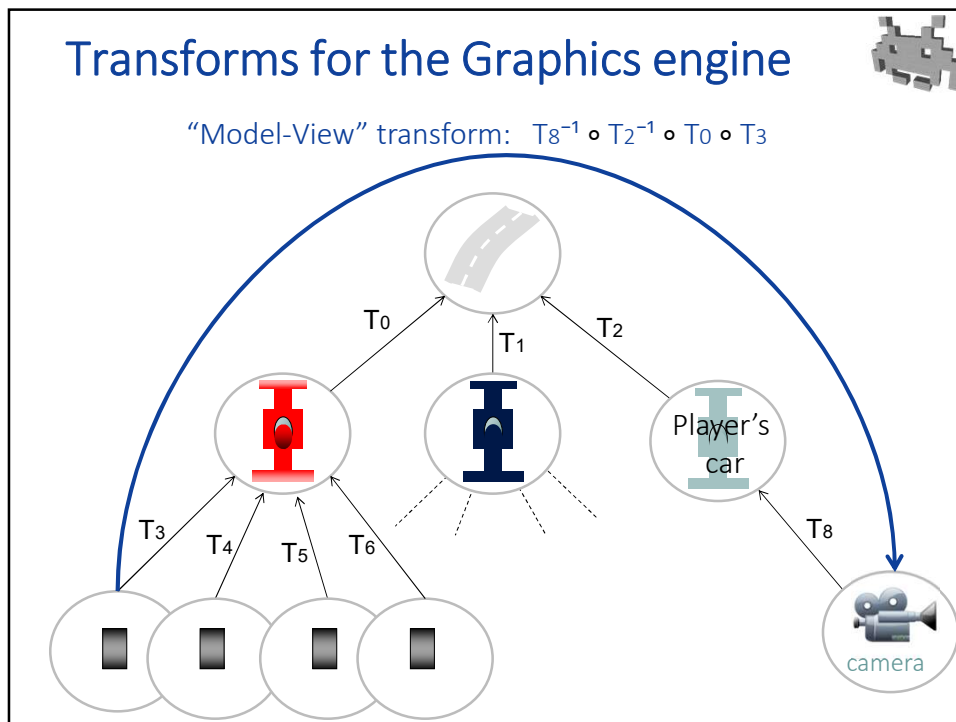 Transforms for the Graphics engine
“Model-View” transform: T8⁻¹ ∘ T2⁻¹ ∘ T0 ∘ T3
T0
T1
T2
Player's
car
T3
T4
T5
T6
T8
camera